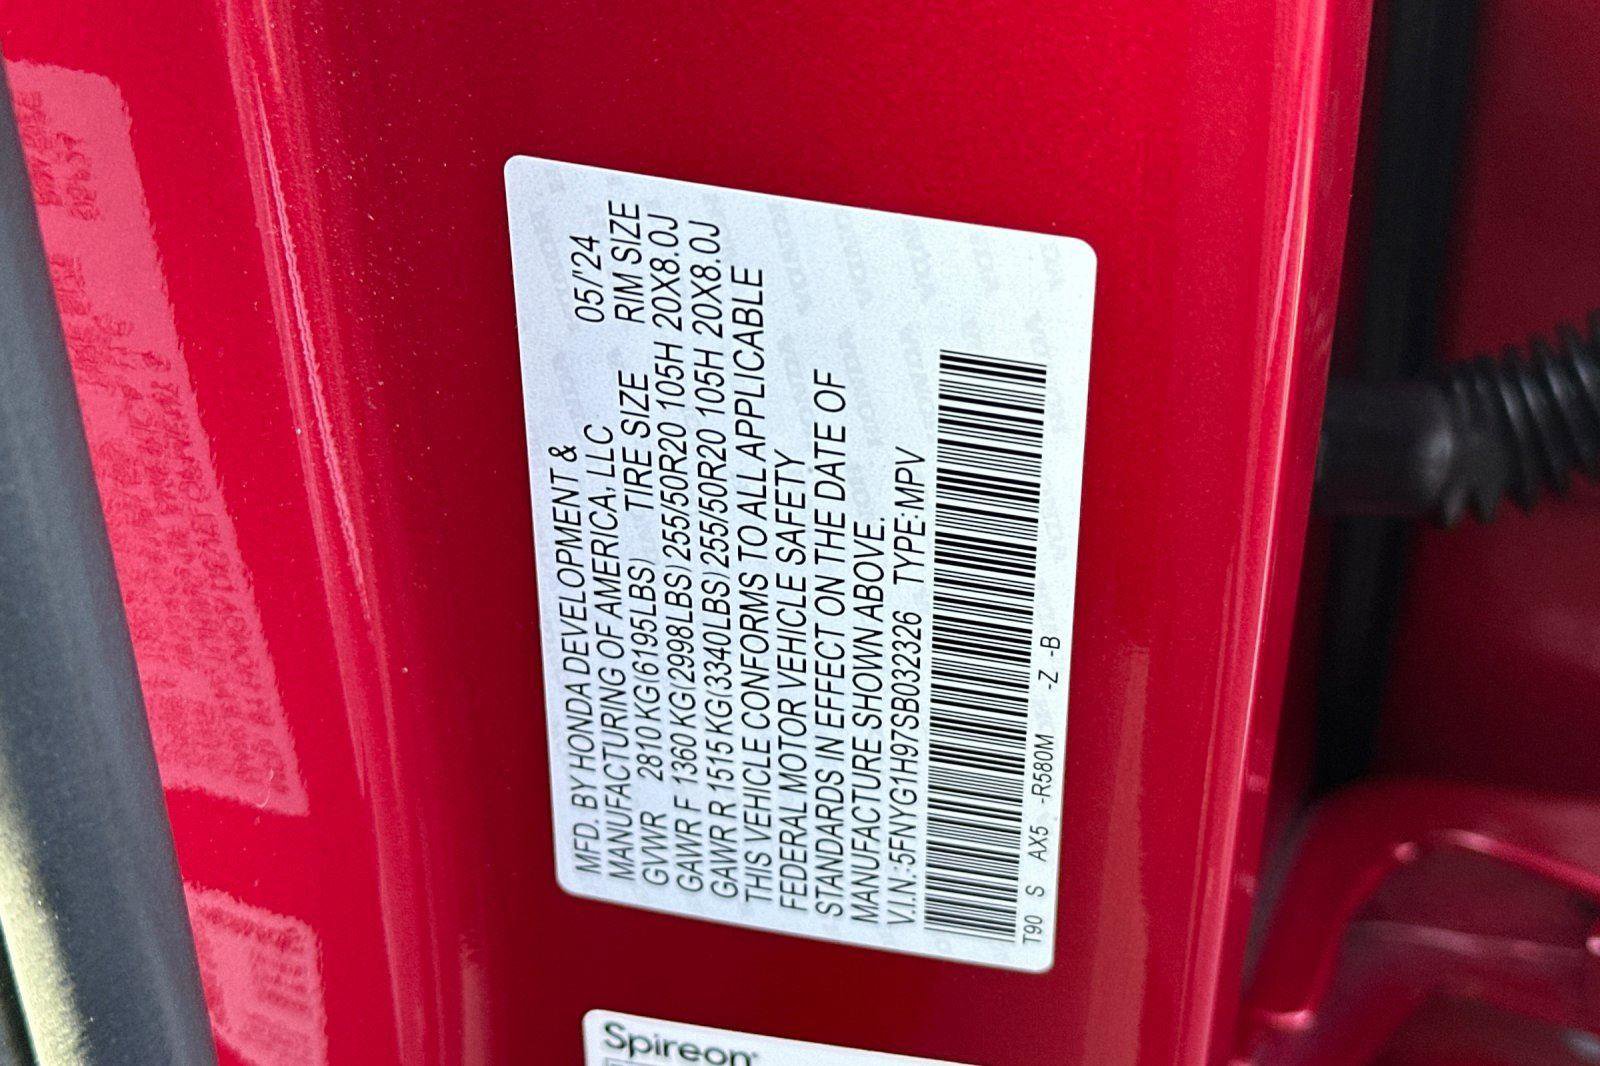 MFD. BY HONDA DEVELOPMENT & 05/'24
MANUFACTURING OF AMERICA, LLC
GVWR 2810 KG(6195LBS) TIRE SIZE RIM SIZE
GAWR F 1360 KG(2998LBS) 255/50R20 105H 20X8.0J
GAWR R 1515 KG(3340LBS) 255/50R20 105H 20X8.0J
THIS VEHICLE CONFORMS TO ALL APPLICABLE
FEDERAL MOTOR VEHICLE SAFETY
STANDARDS IN EFFECT ON THE DATE OF
MANUFACTURE SHOWN ABOVE.
V.I.N.:5FNYG1H97SB032326 TYPE:MPV
T90 S AX5 -R580M -Z -B
Spireon